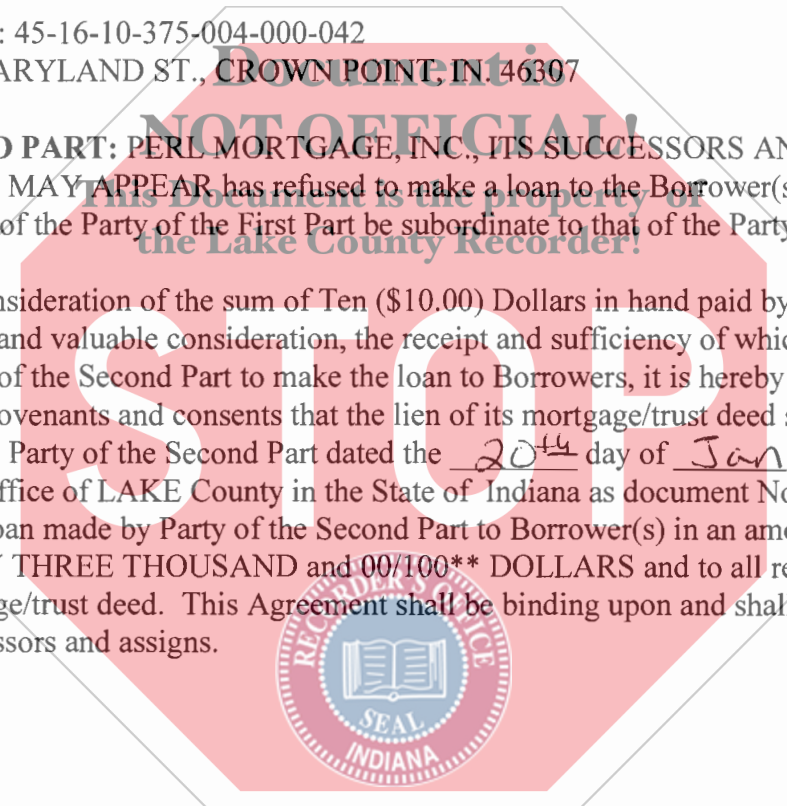 : 45-16-10-375-004-000-042
ARYLAND ST., CROWN POINT, IN. 46307
Document is
NOT OFFICIAL!
This Document is the property of
the Lake County Recorder!
D PART: PERL MORTGAGE, INC., ITS SUCCESSORS AN
MAY APPEAR has refused to make a loan to the Borrower(s
of the Party of the First Part be subordinate to that of the Party
nsideration of the sum of Ten ($10.00) Dollars in hand paid by
and valuable consideration, the receipt and sufficiency of whic
of the Second Part to make the loan to Borrowers, it is hereby
ovenants and consents that the lien of its mortgage/trust deed s
Party of the Second Part dated the 20th day of Jan
ffice of LAKE County in the State of Indiana as document No
oan made by Party of the Second Part to Borrower(s) in an amo
THREE THOUSAND and 00/100** DOLLARS and to all re
ge/trust deed. This Agreement shall be binding upon and shal
ssors and assigns.
STOP
RECORDER'S OFFICE
SEAL
INDIANA